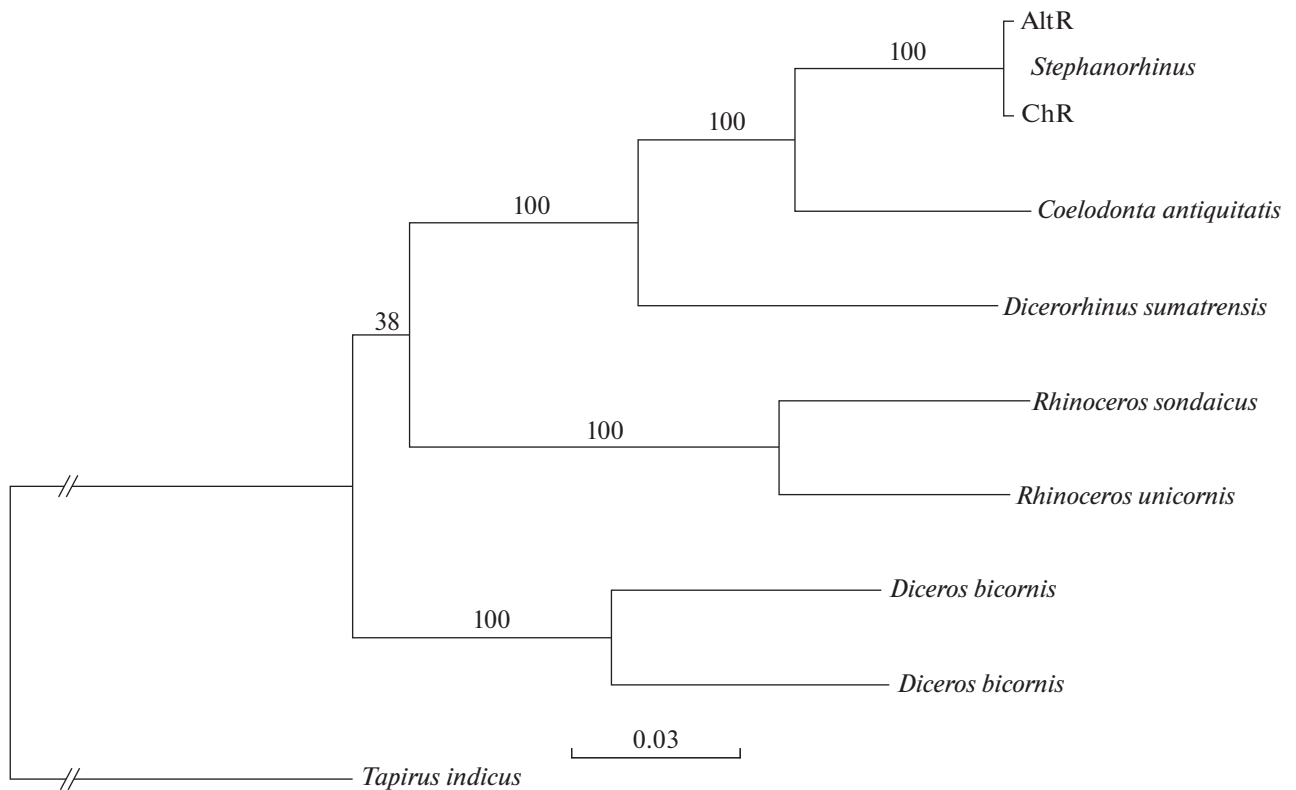 AltR
100
Stephanorhinus
100
ChR
100
Coelodonta antiquitatis
Dicerorhinus sumatrensis
38
Rhinoceros sondaicus
100
Rhinoceros unicornis
Diceros bicornis
100
Diceros bicornis
0.03
Tapirus indicus